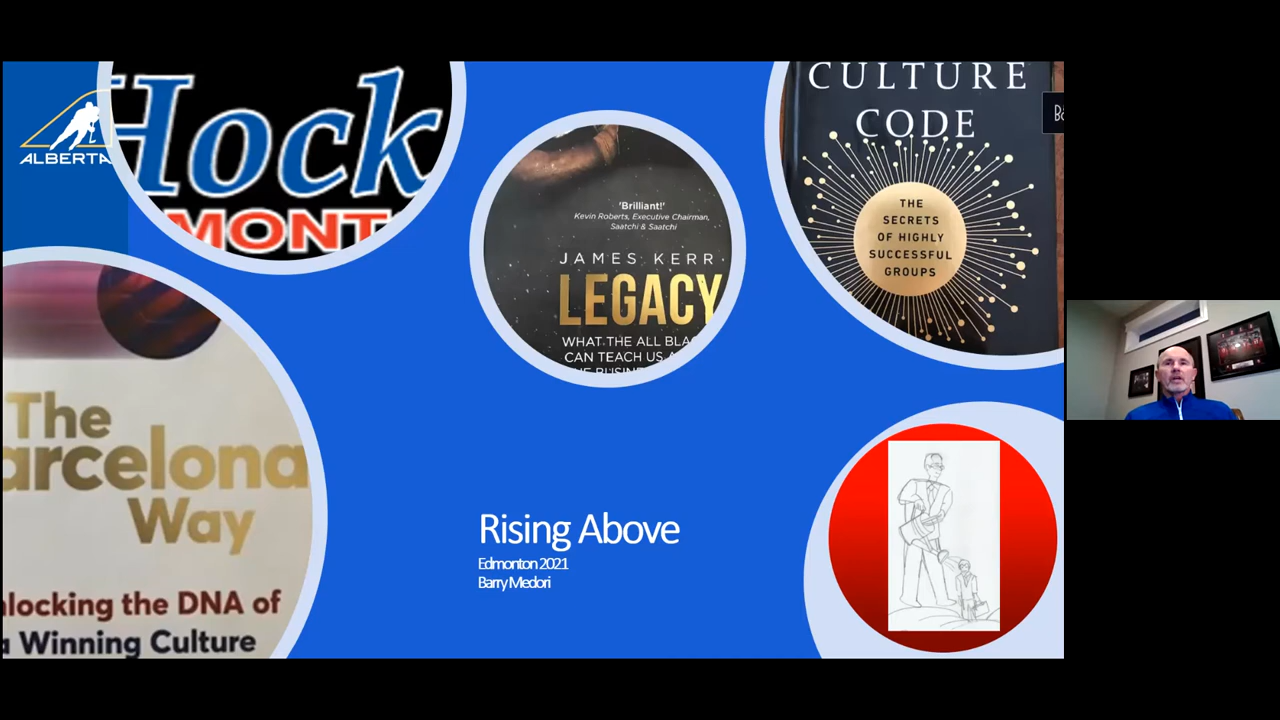 ALBERTA
Hock
MONT
'Brilliant!'
Kevin Roberts, Executive Chairman,
Saatchi & Saatchi
JAMES KERR
LEGACY
WHAT THE ALL BLA
CAN TEACH US
CULTURE
CODE
THE
SECRETS
OF HIGHLY
SUCCESSFUL
GROUPS
The
arcelona
Way
nlocking the DNA of
a Winning Culture
Rising Above
Edmonton 2021
Barry Medori